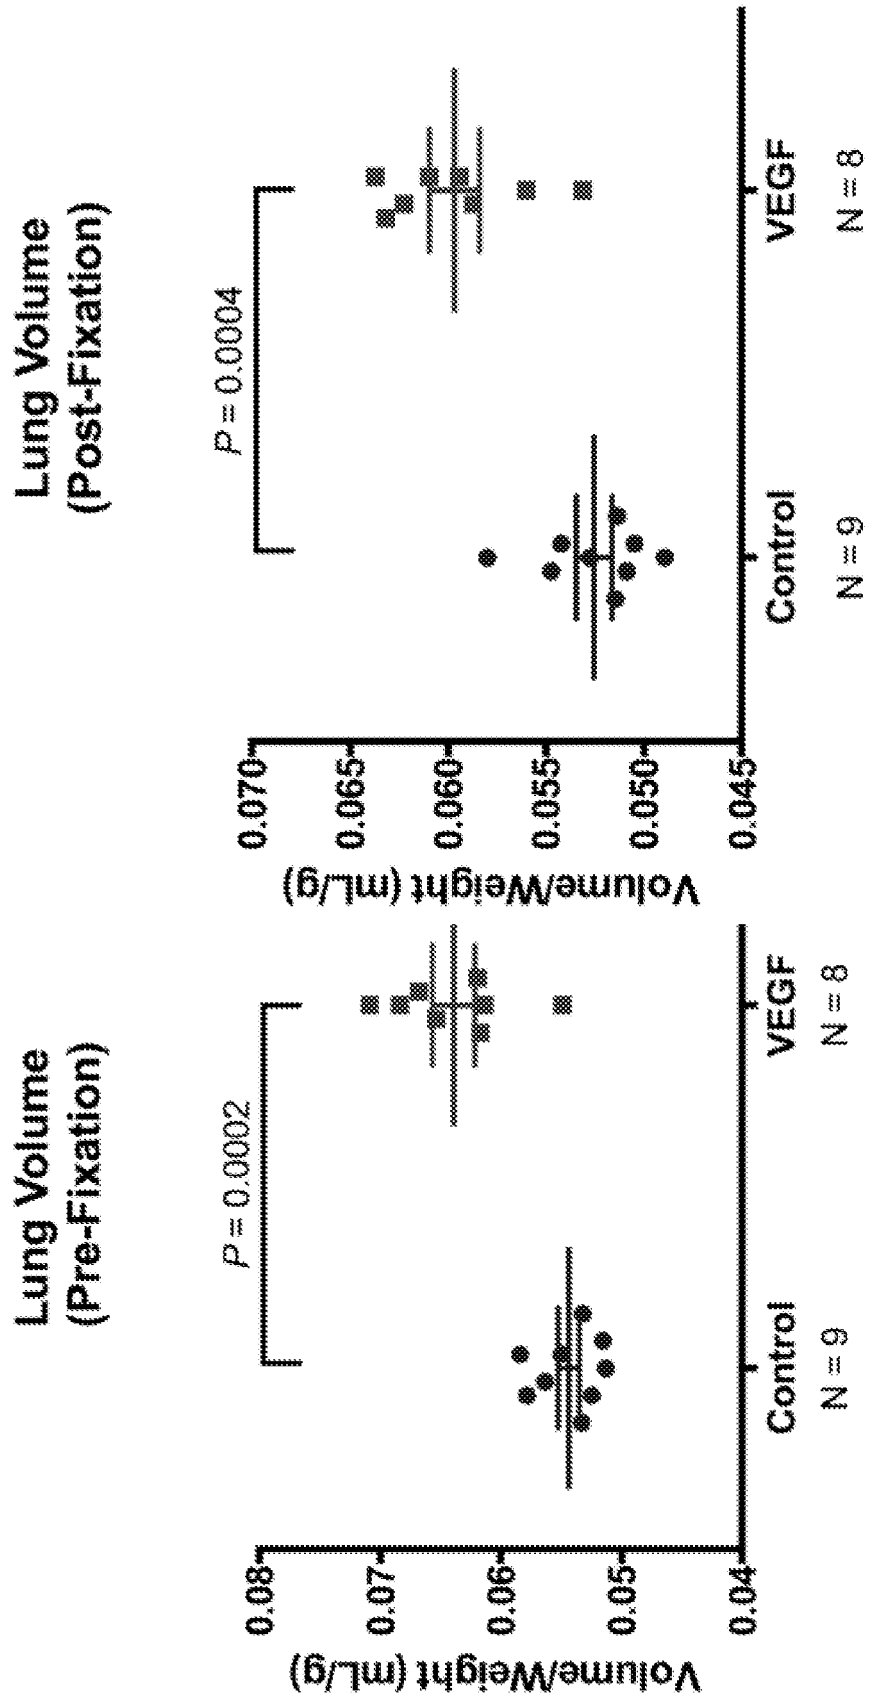 Lung Volume
(Pre-Fixation)
P = 0.0002
Volume/Weight (mL/g)
0.08
0.07
0.06
0.05
0.04
Control
VEGF
N = 9
N = 8
Lung Volume
(Post-Fixation)
P = 0.0004
Volume/Weight (mL/g)
0.070
0.065
0.060
0.055
0.050
0.045
Control
VEGF
N = 9
N = 8